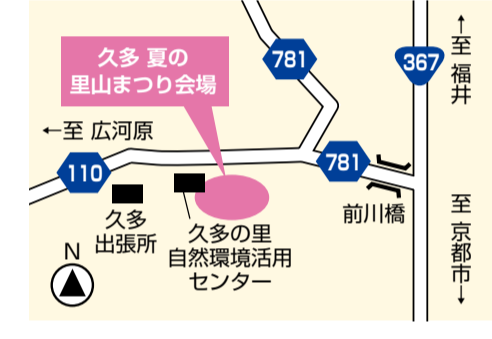 久多 夏の
里山まつり会場
781
367
←至 福井
←至 広河原
110
781
久多
出張所
久多の里
自然環境活用
センター
前川橋
至 京都市→
N